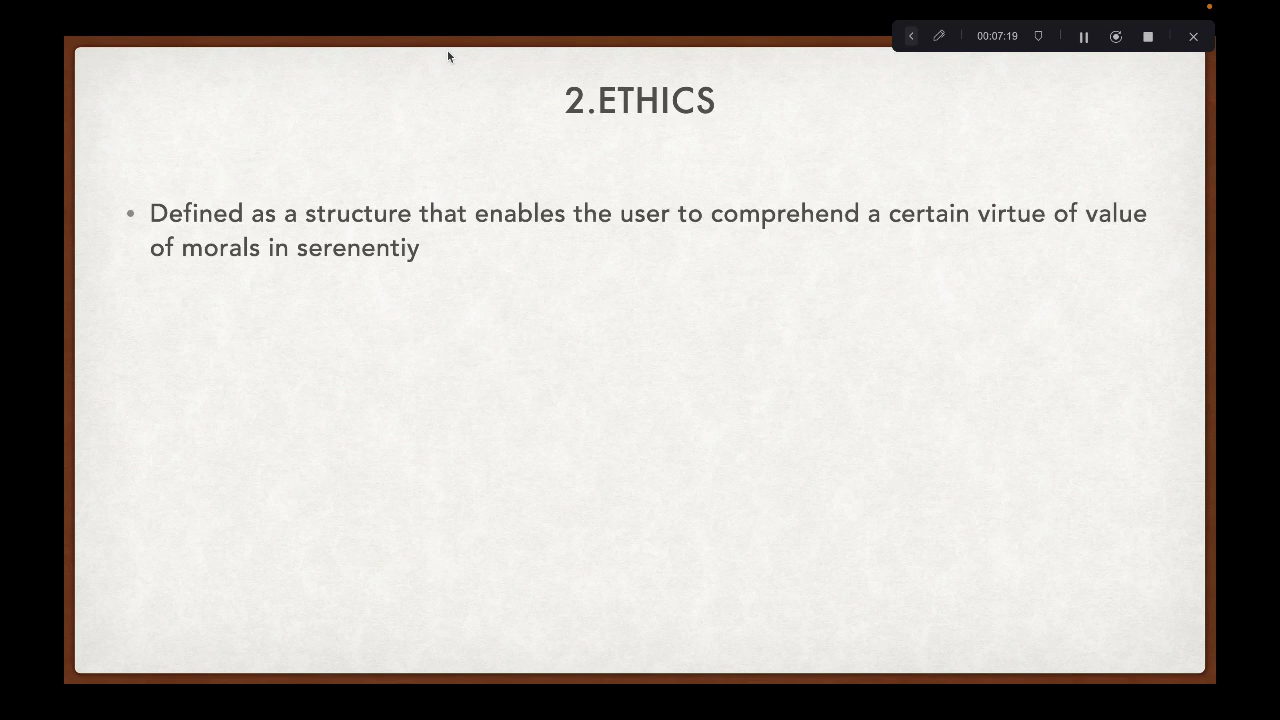 00:07:19
2.ETHICS
• Defined as a structure that enables the user to comprehend a certain virtue of value
of morals in serenentiy